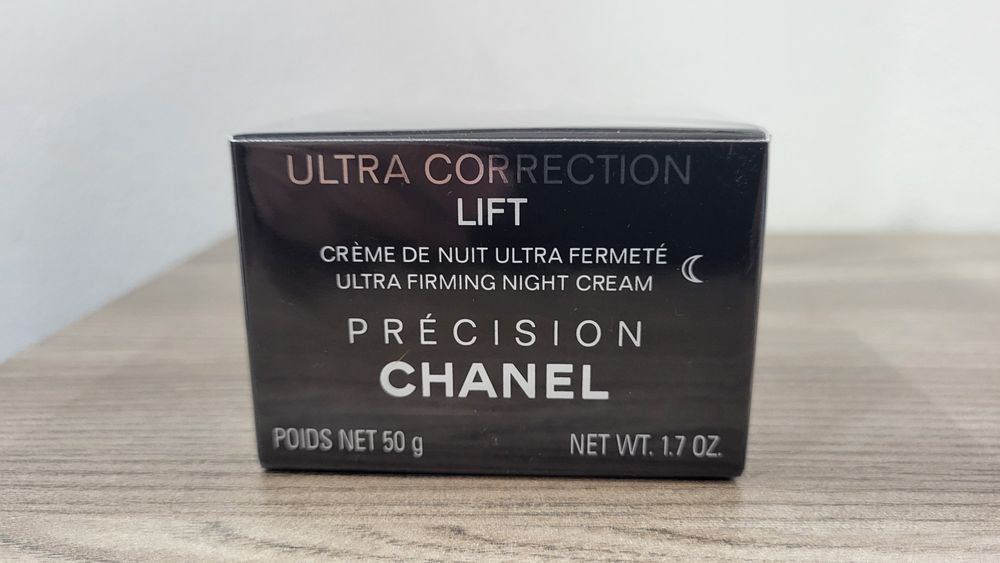 ULTRA CORRECTION
LIFT
CRÈME DE NUIT ULTRA FERMETÉ
ULTRA FIRMING NIGHT CREAM
PRÉCISION
CHANEL
POIDS NET 50 g NET WT. 1.7 OZ.